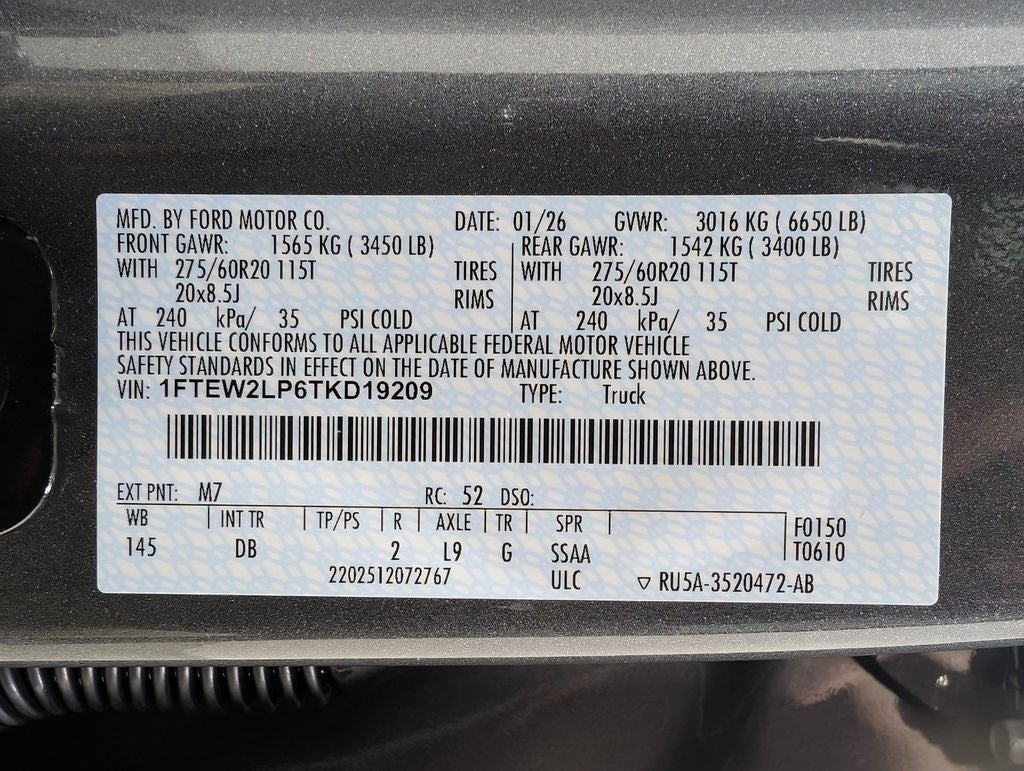 MFD. BY FORD MOTOR CO. DATE: 01/26 GVWR: 3016 KG ( 6650 LB)
FRONT GAWR: 1565 KG ( 3450 LB) REAR GAWR: 1542 KG ( 3400 LB)
WITH 275/60R20 115T TIRES WITH 275/60R20 115T TIRES
20x8.5J RIMS 20x8.5J RIMS
AT 240 kPa/ 35 PSI COLD AT 240 kPa/ 35 PSI COLD
THIS VEHICLE CONFORMS TO ALL APPLICABLE FEDERAL MOTOR VEHICLE
SAFETY STANDARDS IN EFFECT ON THE DATE OF MANUFACTURE SHOWN ABOVE.
VIN: 1FTEW2LP6TKD19209 TYPE: Truck
EXT PNT: M7 RC: 52 DSO:
WB INT TR TP/PS R AXLE TR SPR F0150
145 DB 2 L9 G SSAA T0610
2202512072767 ULC ▽ RU5A-3520472-AB